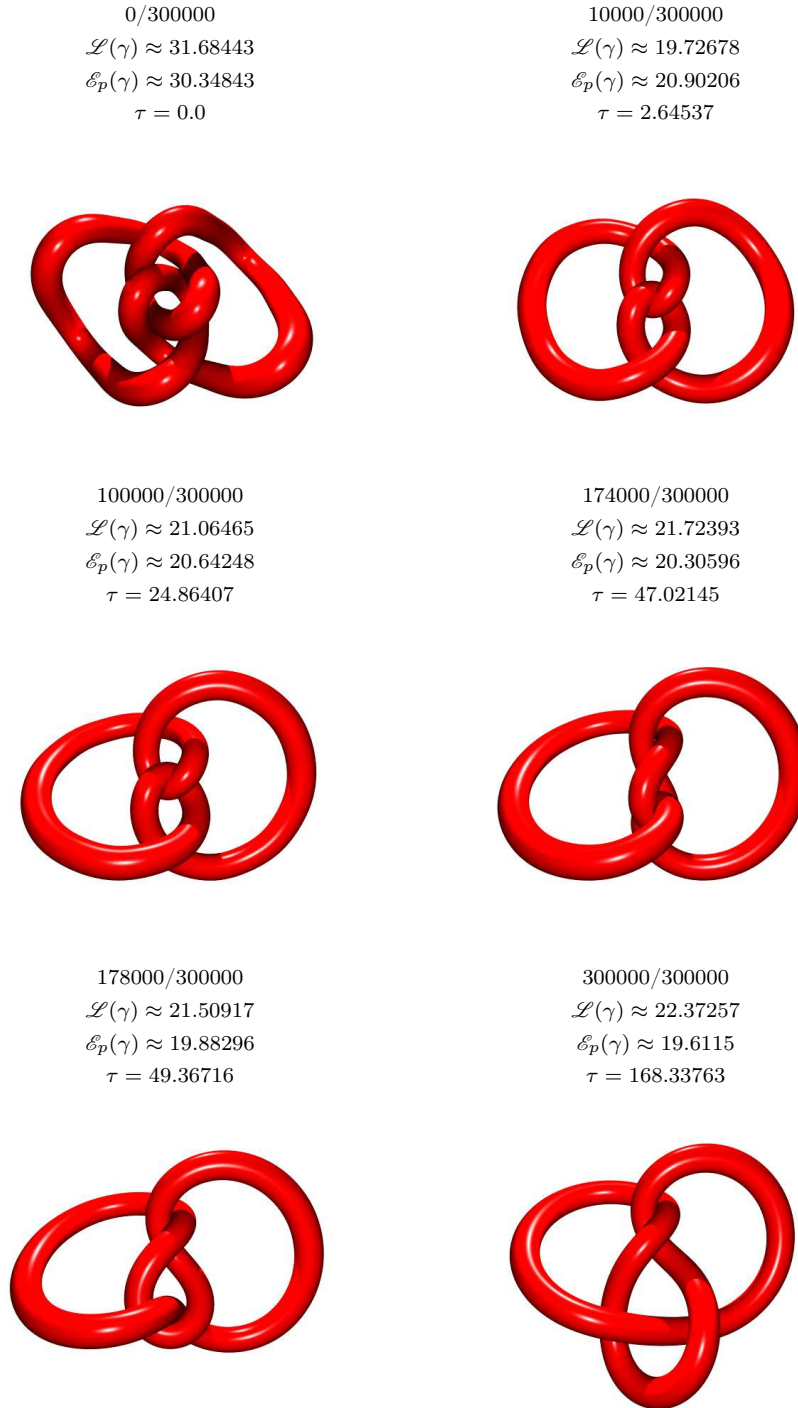 0/300000
ℒ(γ) ≈ 31.68443
ℰp(γ) ≈ 30.34843
τ = 0.0
10000/300000
ℒ(γ) ≈ 19.72678
ℰp(γ) ≈ 20.90206
τ = 2.64537
100000/300000
ℒ(γ) ≈ 21.06465
ℰp(γ) ≈ 20.64248
τ = 24.86407
174000/300000
ℒ(γ) ≈ 21.72393
ℰp(γ) ≈ 20.30596
τ = 47.02145
178000/300000
ℒ(γ) ≈ 21.50917
ℰp(γ) ≈ 19.88296
τ = 49.36716
300000/300000
ℒ(γ) ≈ 22.37257
ℰp(γ) ≈ 19.6115
τ = 168.33763